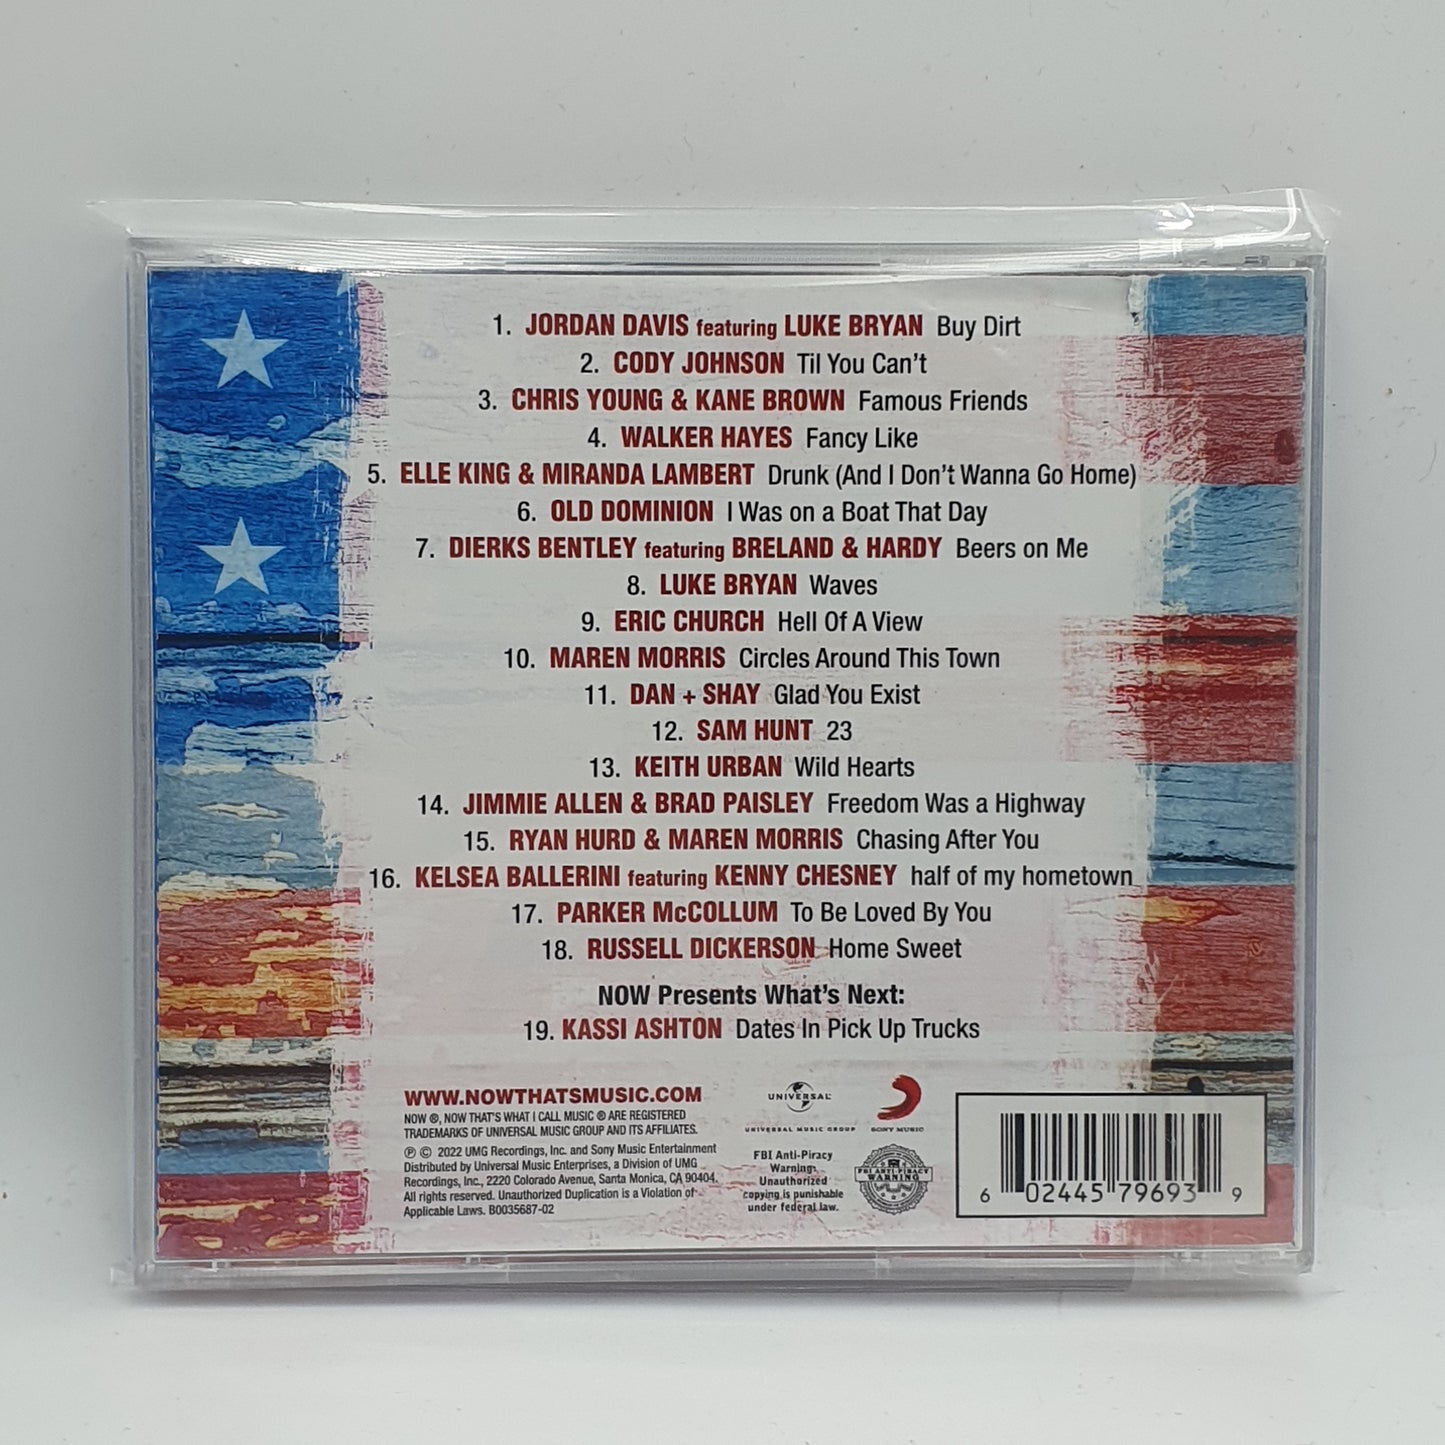 1. JORDAN DAVIS featuring LUKE BRYAN Buy Dirt
2. CODY JOHNSON Til You Can't
3. CHRIS YOUNG & KANE BROWN Famous Friends
4. WALKER HAYES Fancy Like
5. ELLE KING & MIRANDA LAMBERT Drunk (And I Don't Wanna Go Home)
6. OLD DOMINION I Was on a Boat That Day
7. DIERKS BENTLEY featuring BRELAND & HARDY Beers on Me
8. LUKE BRYAN Waves
9. ERIC CHURCH Hell Of A View
10. MAREN MORRIS Circles Around This Town
11. DAN + SHAY Glad You Exist
12. SAM HUNT 23
13. KEITH URBAN Wild Hearts
14. JIMMIE ALLEN & BRAD PAISLEY Freedom Was a Highway
15. RYAN HURD & MAREN MORRIS Chasing After You
16. KELSEA BALLERINI featuring KENNY CHESNEY half of my hometown
17. PARKER McCOLLUM To Be Loved By You
18. RUSSELL DICKERSON Home Sweet
NOW Presents What's Next:
19. KASSI ASHTON Dates In Pick Up Trucks
WWW.NOWTHATSMUSIC.COM
NOW ®, NOW THAT'S WHAT I CALL MUSIC ® ARE REGISTERED
TRADEMARKS OF UNIVERSAL MUSIC GROUP AND ITS AFFILIATES.
℗ © 2022 UMG Recordings, Inc. and Sony Music Entertainment
Distributed by Universal Music Enterprises, a Division of UMG
Recordings, Inc., 2220 Colorado Avenue, Santa Monica, CA 90404.
All rights reserved. Unauthorized Duplication is a Violation of
Applicable Laws. B0035687-02
UNIVERSAL
UNIVERSAL MUSIC GROUP
SONY MUSIC
FBI Anti-Piracy
Warning:
Unauthorized
copying is punishable
under federal law.
FBI ANTI-PIRACY
WARNING
6 02445 79693 9